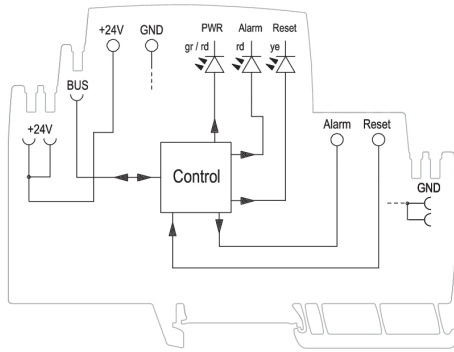 PWR Alarm Reset
+24V GND
gr / rd rd ye
BUS
+24V
Alarm Reset
Control
GND